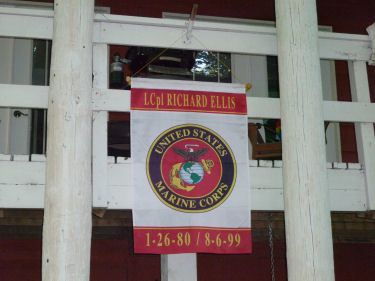 LCpl RICHARD ELLIS
UNITED STATES
MARINE CORPS
1-26-80 / 8-6-99